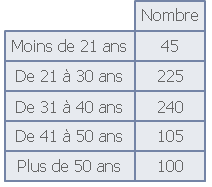 Nombre
Moins de 21 ans 45
De 21 à 30 ans 225
De 31 à 40 ans 240
De 41 à 50 ans 105
Plus de 50 ans 100